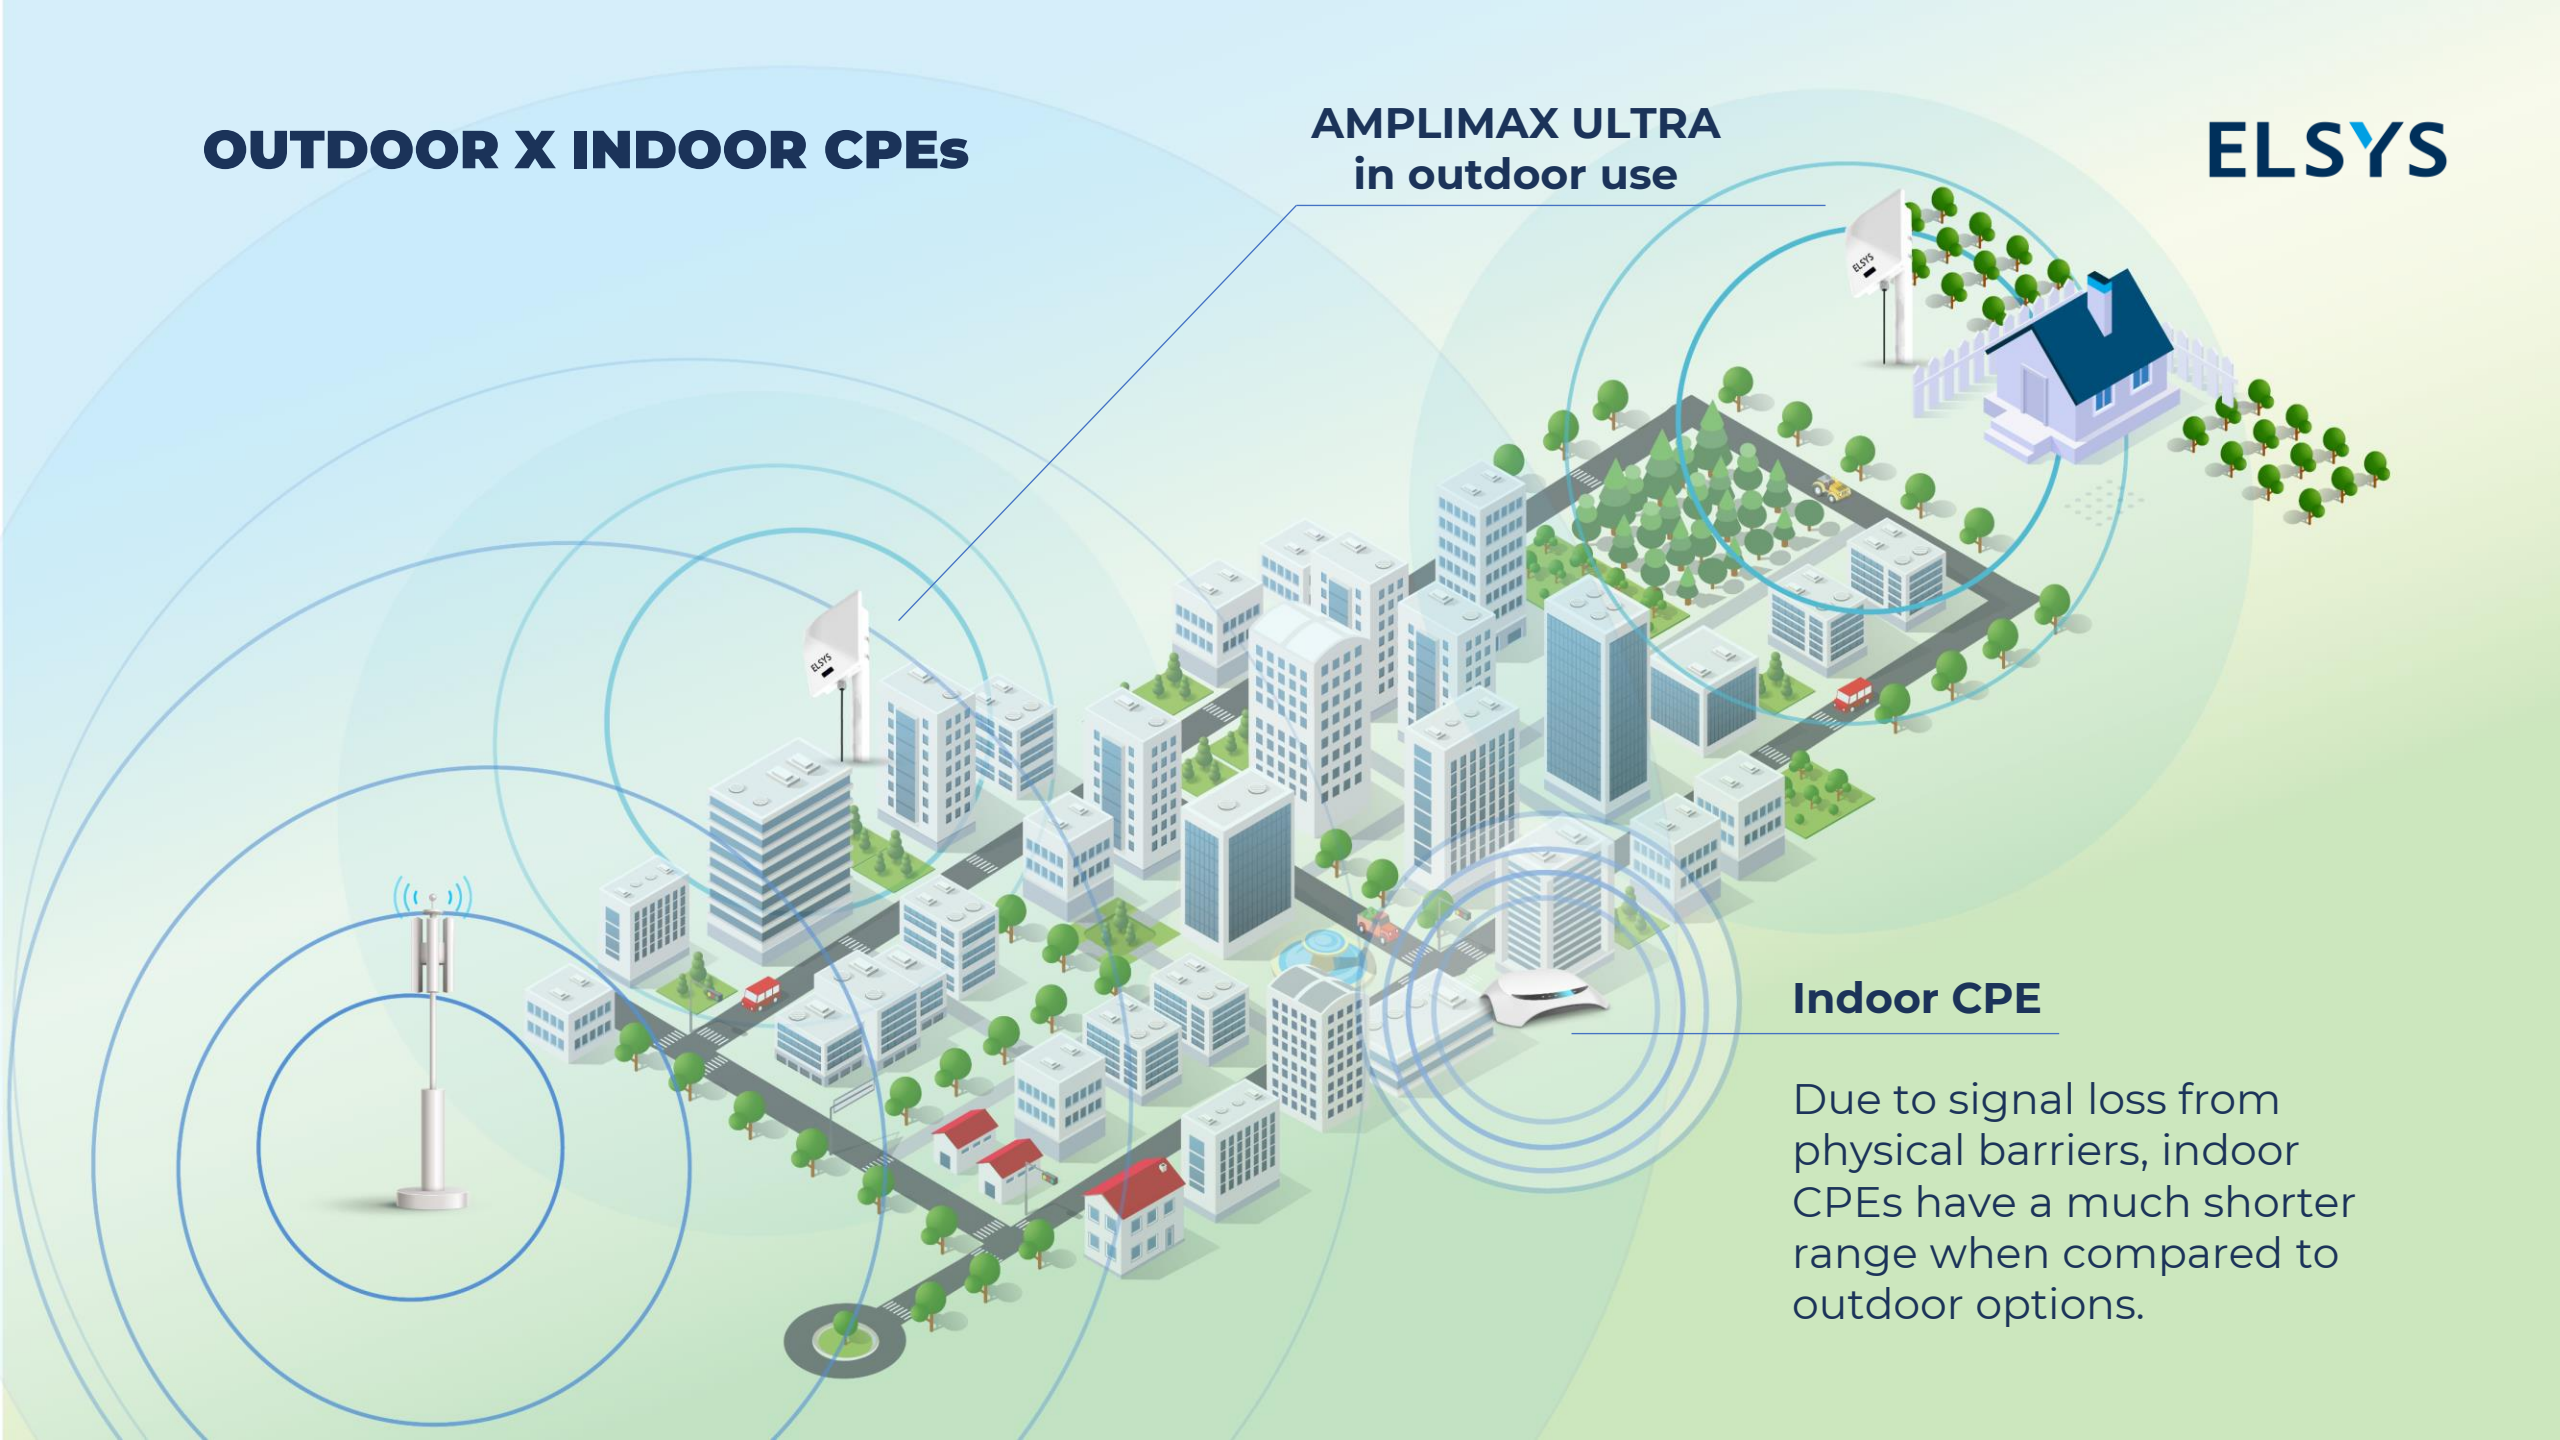 OUTDOOR X INDOOR CPEs
AMPLIMAX ULTRA
in outdoor use
ELSYS
ELSYS
ELSYS
Indoor CPE
Due to signal loss from
physical barriers, indoor
CPEs have a much shorter
range when compared to
outdoor options.